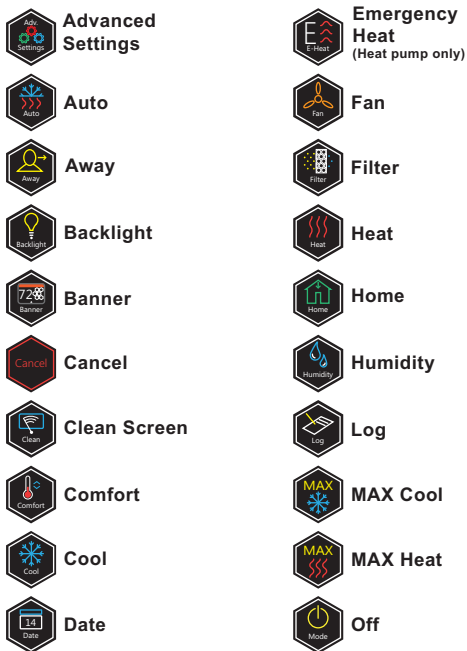 Adv.
Settings
Advanced
Settings
Auto
Auto
Away
Away
Backlight
Backlight
72
Banner
Banner
Cancel
Cancel
Clean
Clean Screen
Comfort
Comfort
Cool
Cool
14
Date
Date
E
E-Heat
Emergency
Heat
(Heat pump only)
Fan
Fan
Filter
Filter
Heat
Heat
Home
Home
Humidity
Humidity
Log
Log
MAX
MAX Cool
MAX
MAX Heat
Mode
Off